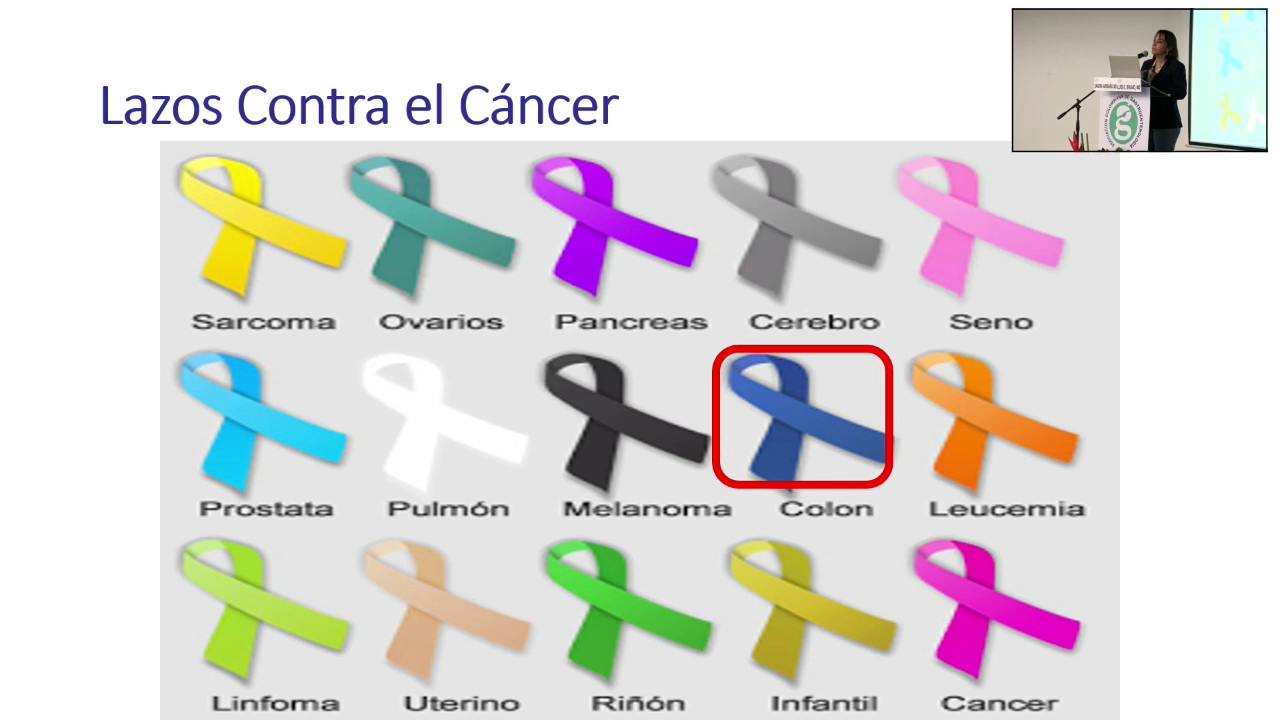 Lazos Contra el Cáncer
Sarcoma Ovarios Pancreas Cerebro Seno
Prostata Pulmón Melanoma Colon Leucemia
Linfoma Uterino Riñón Infantil Cancer